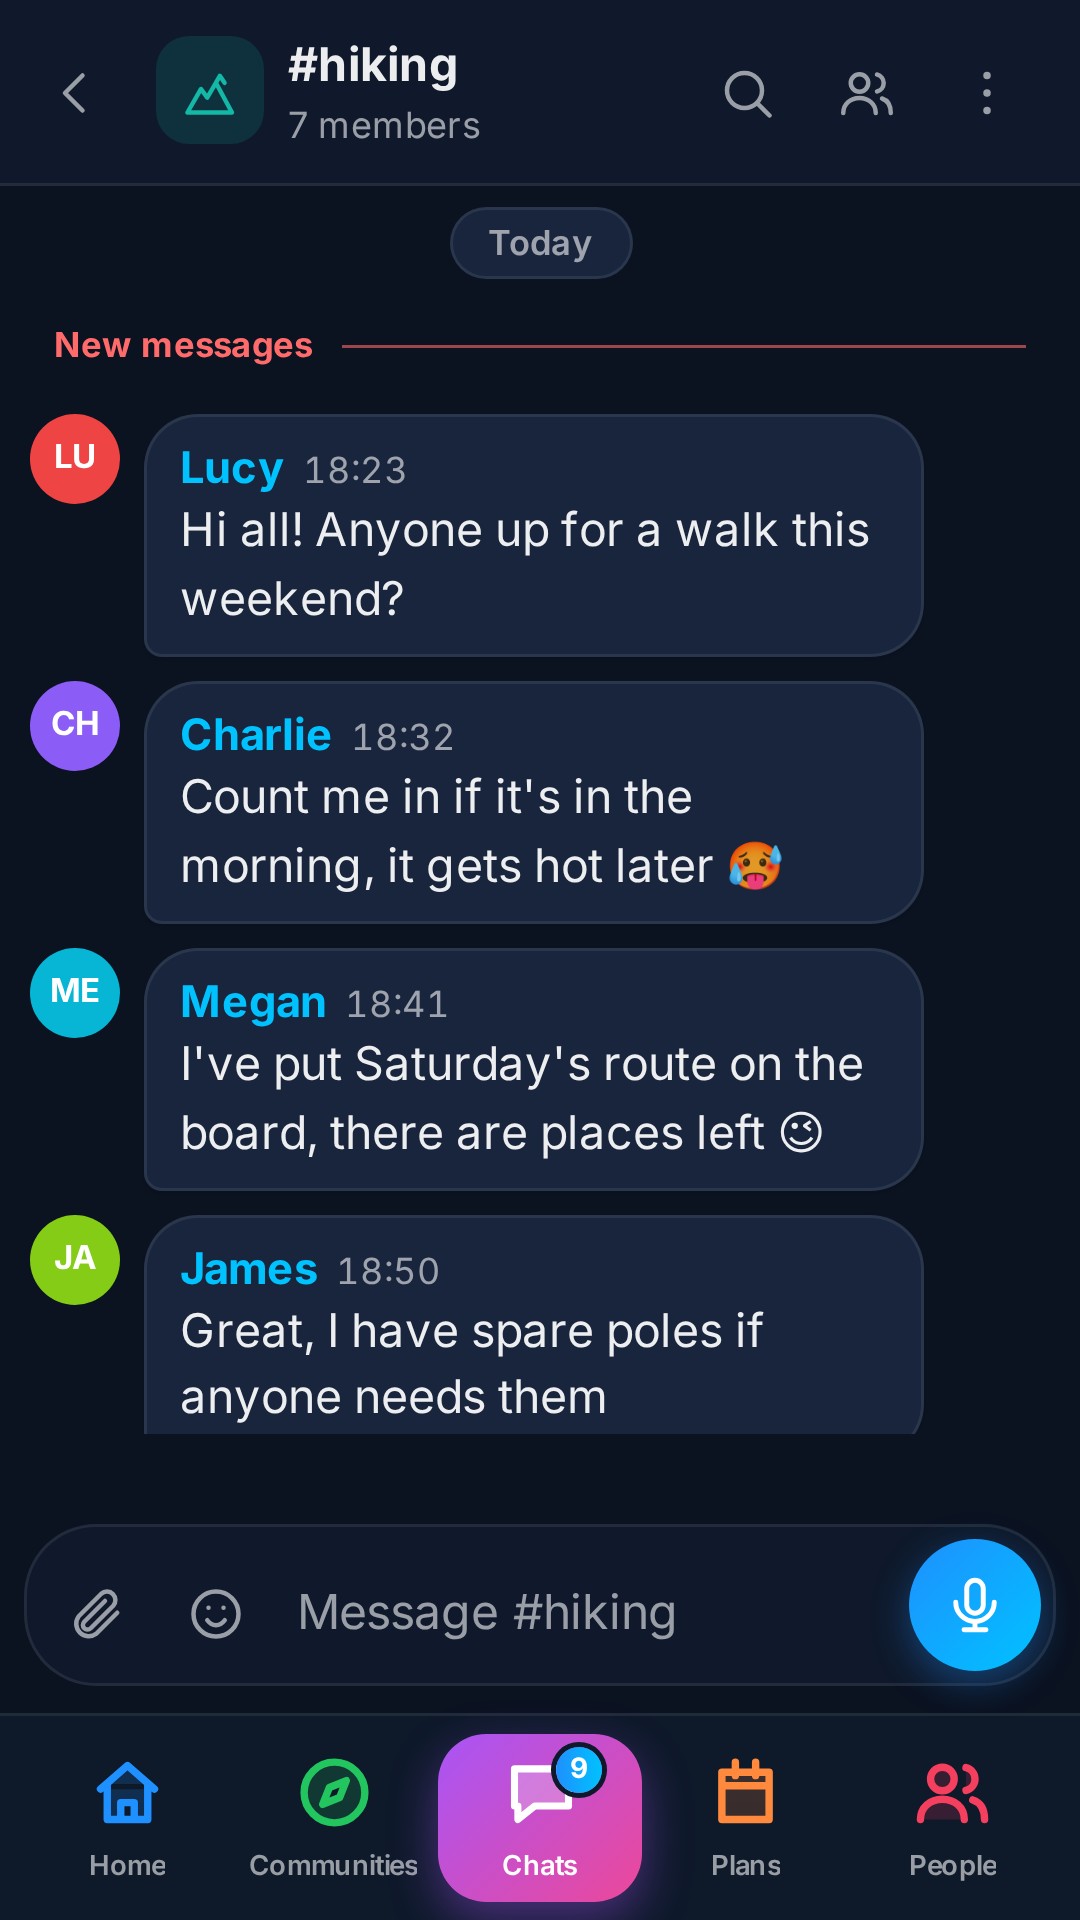 #hiking
7 members
Today
New messages
LU
Lucy 18:23
Hi all! Anyone up for a walk this
weekend?
CH
Charlie 18:32
Count me in if it's in the
morning, it gets hot later 🥵
ME
Megan 18:41
I've put Saturday's route on the
board, there are places left 😉
JA
James 18:50
Great, I have spare poles if
anyone needs them
Message #hiking
9
Home
Communities
Chats
Plans
People